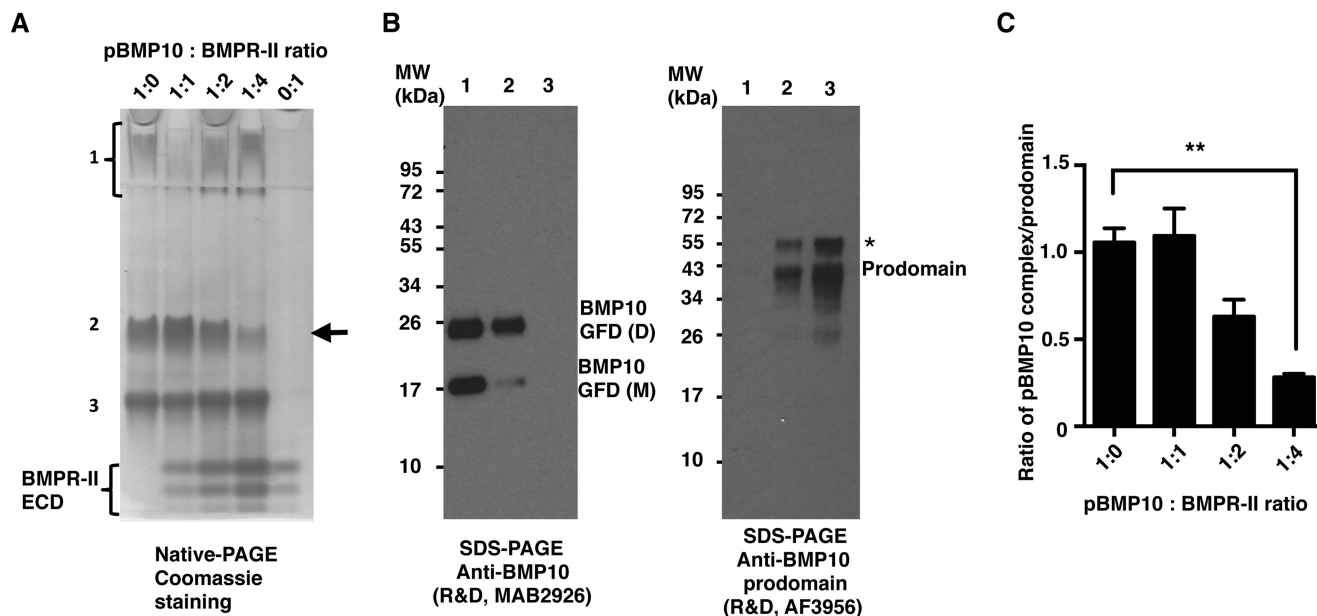 A
pBMP10 : BMPR-II ratio
1:0 1:1 1:2 1:4 0:1
1
2
3
BMPR-II
ECD
Native-PAGE
Coomassie
staining
B
MW
(kDa)
1 2 3
95
72
43
55
34
26
17
10
BMP10
GFD (D)
BMP10
GFD (M)
SDS-PAGE
Anti-BMP10
(R&D, MAB2926)
MW
(kDa)
1 2 3
95
72
55
43
34
26
17
10
*
Prodomain
SDS-PAGE
Anti-BMP10
prodomain
(R&D, AF3956)
C
Ratio of pBMP10 complex/prodomain
1.5
1.0
0.5
0
**
1:0 1:1 1:2 1:4
pBMP10 : BMPR-II ratio